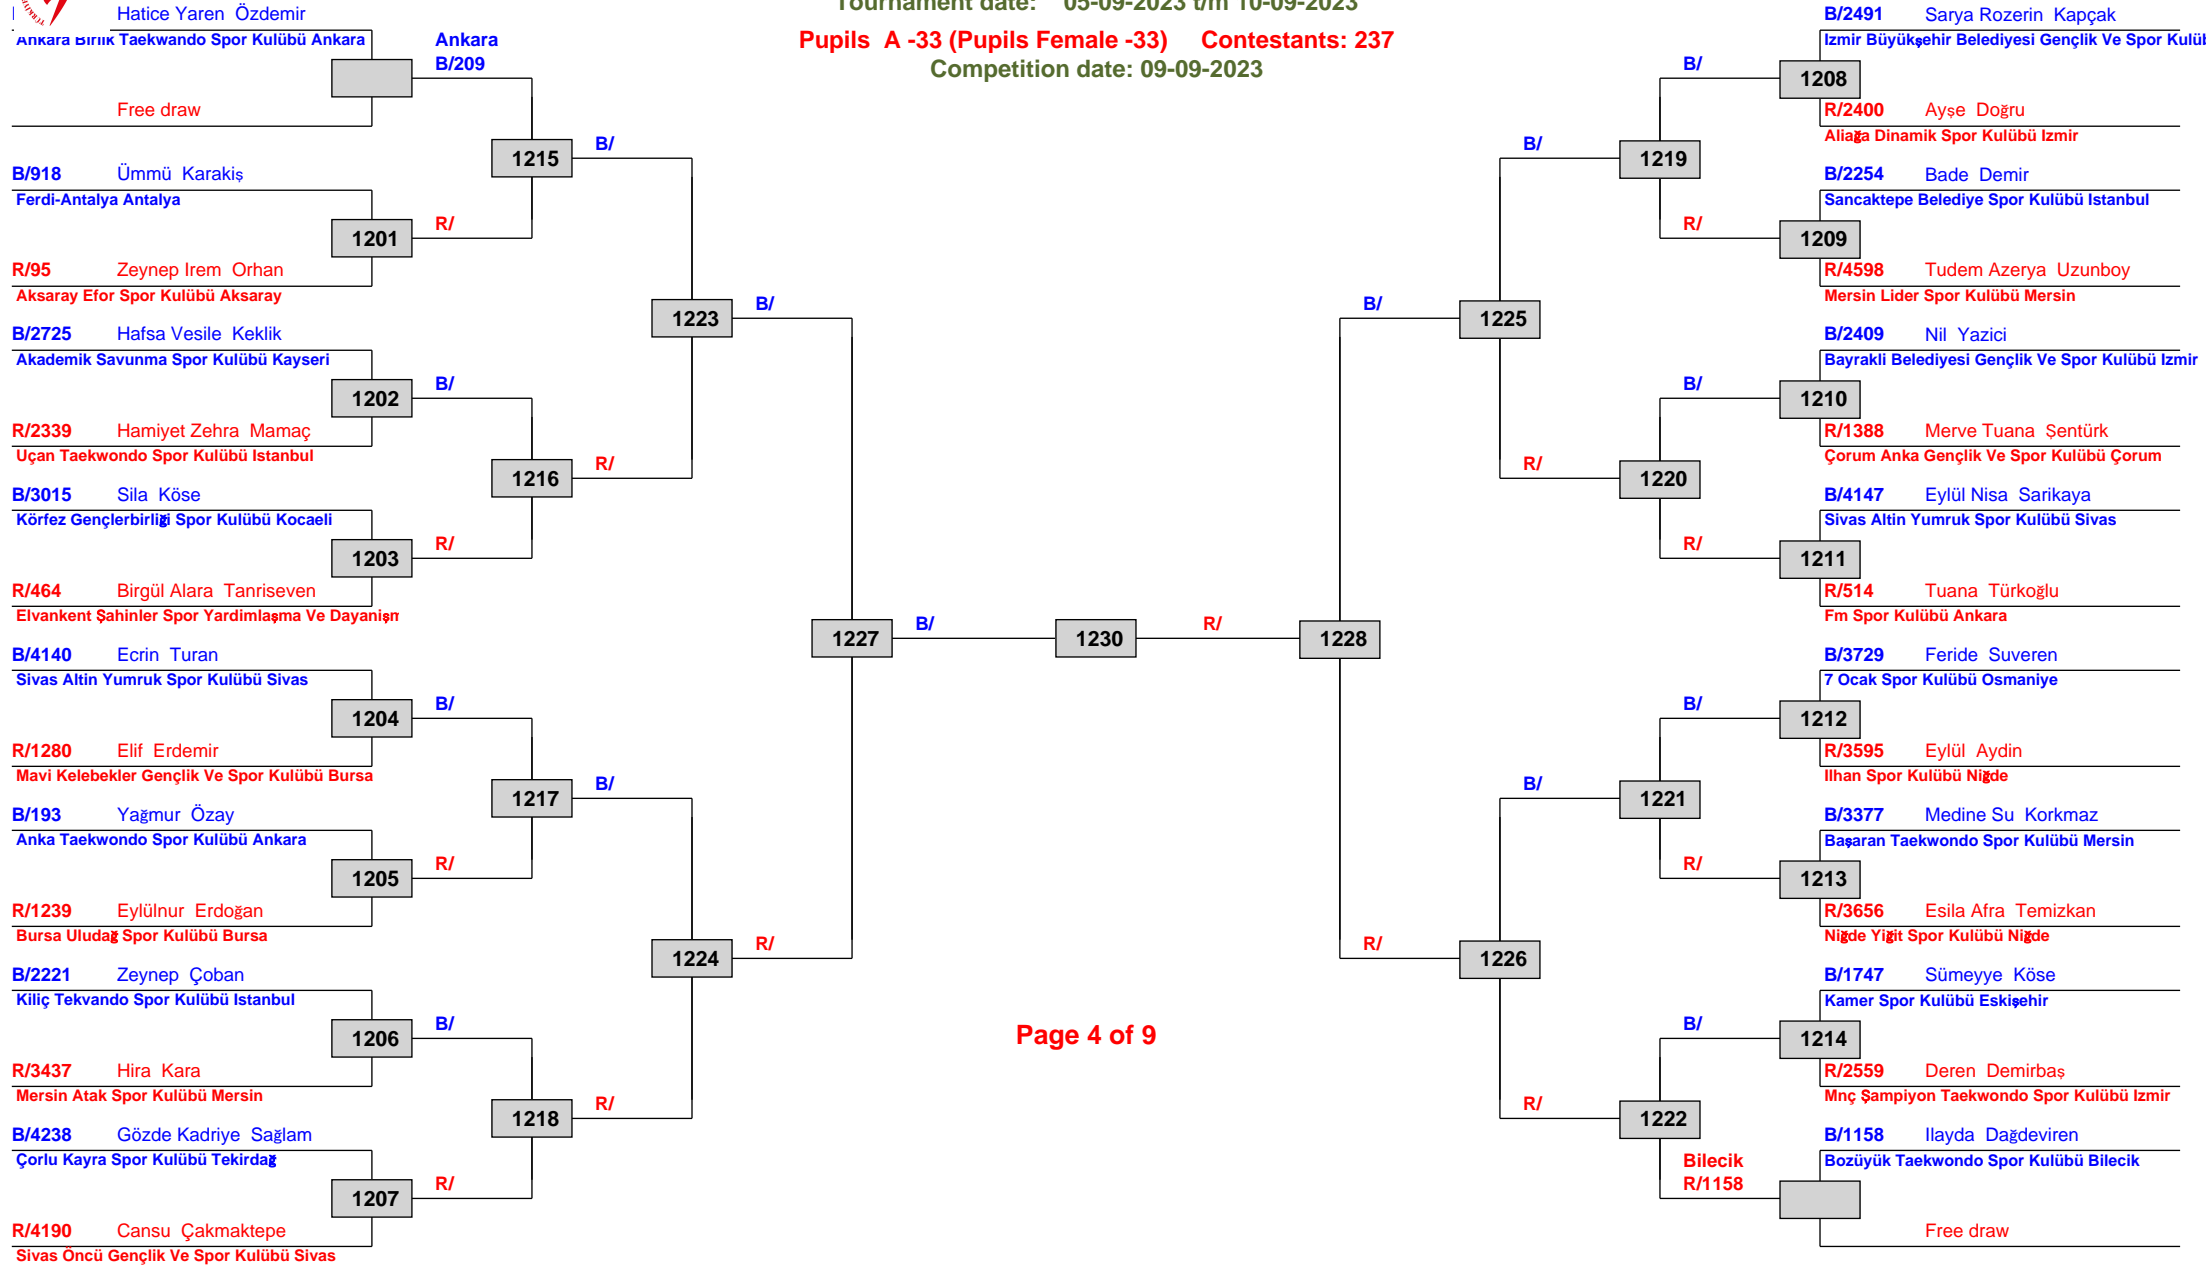 Tournament date: 05-09-2023 t/m 10-09-2023
Pupils A -33 (Pupils Female -33) Contestants: 237
Competition date: 09-09-2023
Hatice Yaren Özdemir
Ankara Birlik Taekwando Spor Kulübü Ankara
Free draw
B/918 Ümmü Karakiş
Ferdi-Antalya Antalya
1201
R/95 Zeynep Irem Orhan
Aksaray Efor Spor Kulübü Aksaray
B/2725 Hafsa Vesile Keklik
Akademik Savunma Spor Kulübü Kayseri
1202
R/2339 Hamiyet Zehra Mamaç
Uçan Taekwondo Spor Kulübü Istanbul
B/3015 Sila Köse
Körfez Gençlerbirliği Spor Kulübü Kocaeli
1203
R/464 Birgül Alara Tanriseven
Elvankent Şahinler Spor Yardimlaşma Ve Dayanişm
B/4140 Ecrin Turan
Sivas Altin Yumruk Spor Kulübü Sivas
1204
R/1280 Elif Erdemir
Mavi Kelebekler Gençlik Ve Spor Kulübü Bursa
B/193 Yağmur Özay
Anka Taekwondo Spor Kulübü Ankara
1205
R/1239 Eylülnur Erdoğan
Bursa Uludağ Spor Kulübü Bursa
B/2221 Zeynep Çoban
Kiliç Tekvando Spor Kulübü Istanbul
1206
R/3437 Hira Kara
Mersin Atak Spor Kulübü Mersin
B/4238 Gözde Kadriye Sağlam
Çorlu Kayra Spor Kulübü Tekirdağ
1207
R/4190 Cansu Çakmaktepe
Sivas Öncü Gençlik Ve Spor Kulübü Sivas
Ankara
B/209
1215
R/
B/
1216
R/
B/
1217
R/
B/
1218
R/
B/
1223
R/
B/
1224
R/
B/
1227
R/
B/
1230
R/
Page 4 of 9
B/
1228
R/
B/
1225
R/
B/
1226
R/
B/
1219
R/
B/
1220
R/
B/
1221
R/
B/
1222
Bilecik
R/1158
B/2491 Sarya Rozerin Kapçak
Izmir Büyükşehir Belediyesi Gençlik Ve Spor Kulüb
1208
R/2400 Ayşe Doğru
Aliağa Dinamik Spor Kulübü Izmir
B/2254 Bade Demir
Sancaktepe Belediye Spor Kulübü Istanbul
1209
R/4598 Tudem Azerya Uzunboy
Mersin Lider Spor Kulübü Mersin
B/2409 Nil Yazici
Bayrakli Belediyesi Gençlik Ve Spor Kulübü Izmir
1210
R/1388 Merve Tuana Şentürk
Çorum Anka Gençlik Ve Spor Kulübü Çorum
B/4147 Eylül Nisa Sarikaya
Sivas Altin Yumruk Spor Kulübü Sivas
1211
R/514 Tuana Türkoğlu
Fm Spor Kulübü Ankara
B/3729 Feride Suveren
7 Ocak Spor Kulübü Osmaniye
1212
R/3595 Eylül Aydin
Ilhan Spor Kulübü Niğde
B/3377 Medine Su Korkmaz
Başaran Taekwondo Spor Kulübü Mersin
1213
R/3656 Esila Afra Temizkan
Niğde Yiğit Spor Kulübü Niğde
B/1747 Sümeyye Köse
Kamer Spor Kulübü Eskişehir
1214
R/2559 Deren Demirbaş
Mnç Şampiyon Taekwondo Spor Kulübü Izmir
B/1158 Ilayda Dağdeviren
Bozüyük Taekwondo Spor Kulübü Bilecik
Free draw